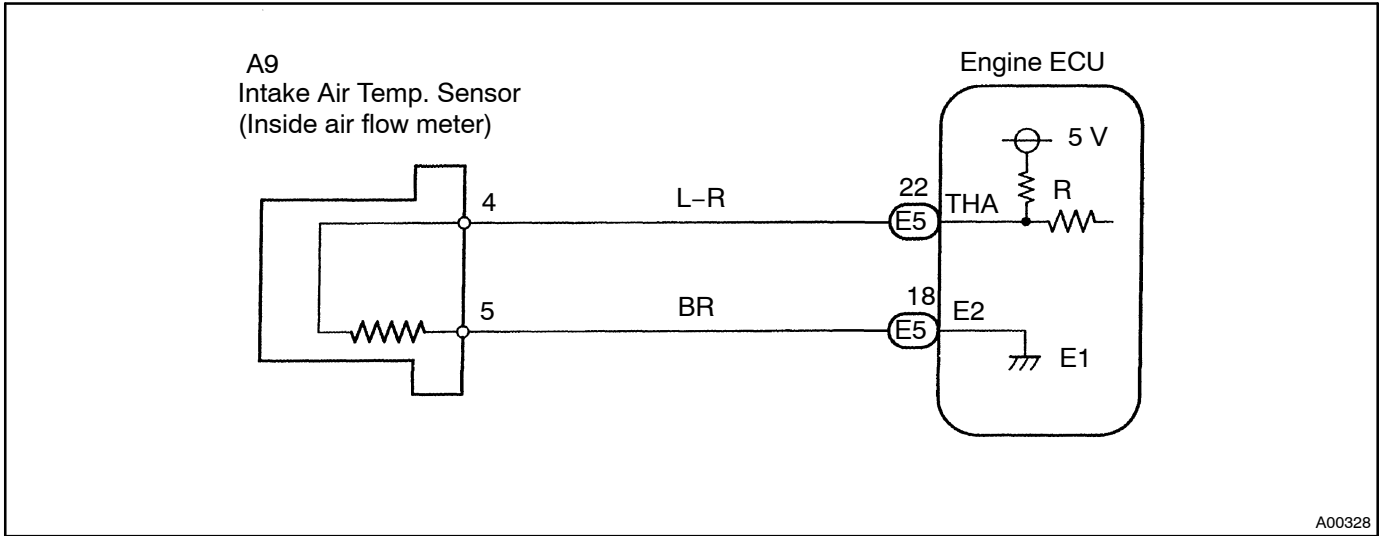 A9
Intake Air Temp. Sensor
(Inside air flow meter)
Engine ECU
5 V
R
4
L–R
22
E5
THA
5
BR
18
E5
E2
E1
A00328